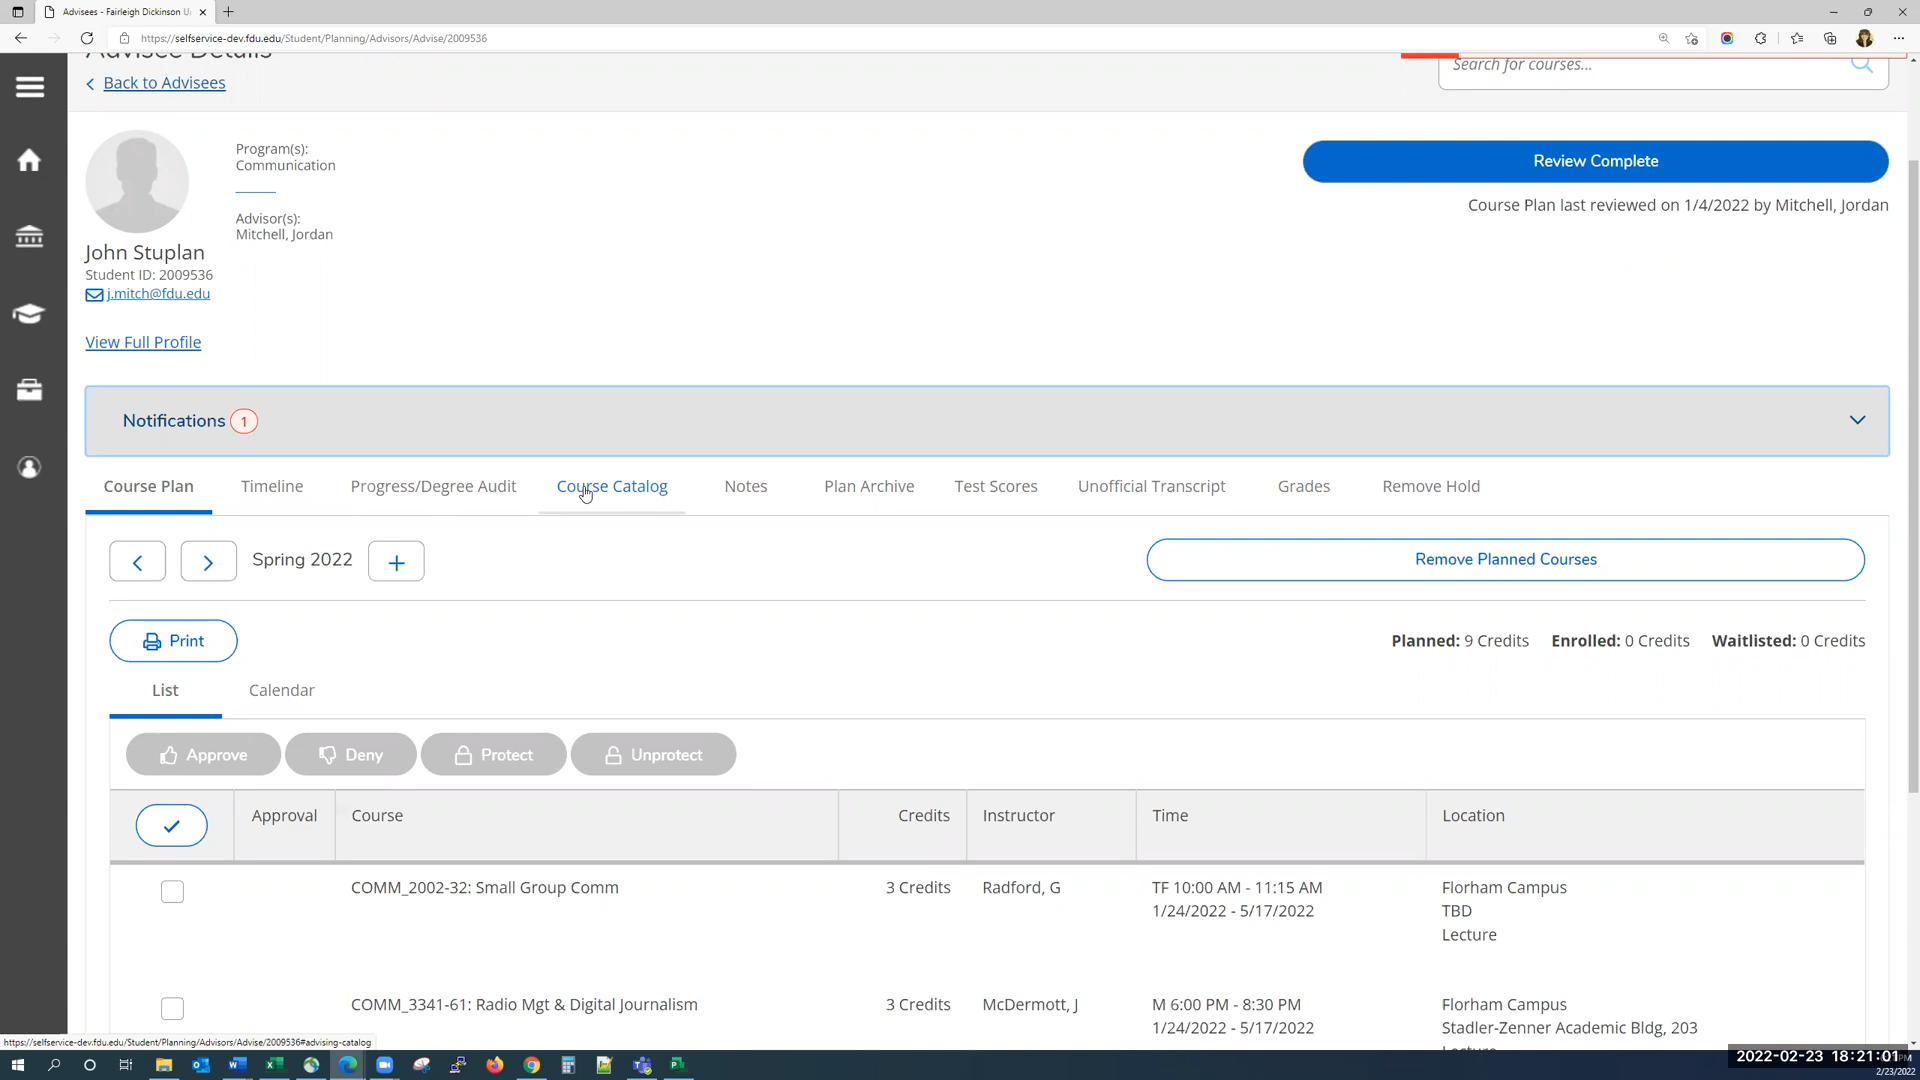 Advisees - Fairleigh Dickinson U
https://selfservice-dev.fdu.edu/Student/Planning/Advisors/Advise/2009536
Advisee Details
Search for courses...
Back to Advisees
Program(s):
Communication
Advisor(s):
Mitchell, Jordan
Review Complete
Course Plan last reviewed on 1/4/2022 by Mitchell, Jordan
John Stuplan
Student ID: 2009536
j.mitch@fdu.edu
View Full Profile
Notifications 1
Course Plan Timeline Progress/Degree Audit Course Catalog Notes Plan Archive Test Scores Unofficial Transcript Grades Remove Hold
Spring 2022 +
Remove Planned Courses
Print
Planned: 9 Credits Enrolled: 0 Credits Waitlisted: 0 Credits
List Calendar
Approve Deny Protect Unprotect
Approval Course Credits Instructor Time Location
COMM_2002-32: Small Group Comm 3 Credits Radford, G TF 10:00 AM - 11:15 AM Florham Campus
1/24/2022 - 5/17/2022 TBD
Lecture
COMM_3341-61: Radio Mgt & Digital Journalism 3 Credits McDermott, J M 6:00 PM - 8:30 PM Florham Campus
1/24/2022 - 5/17/2022 Stadler-Zenner Academic Bldg, 203
https://selfservice-dev.fdu.edu/Student/Planning/Advisors/Advise/2009536#advising-catalog
2022-02-23 18:21:01
2/23/2022